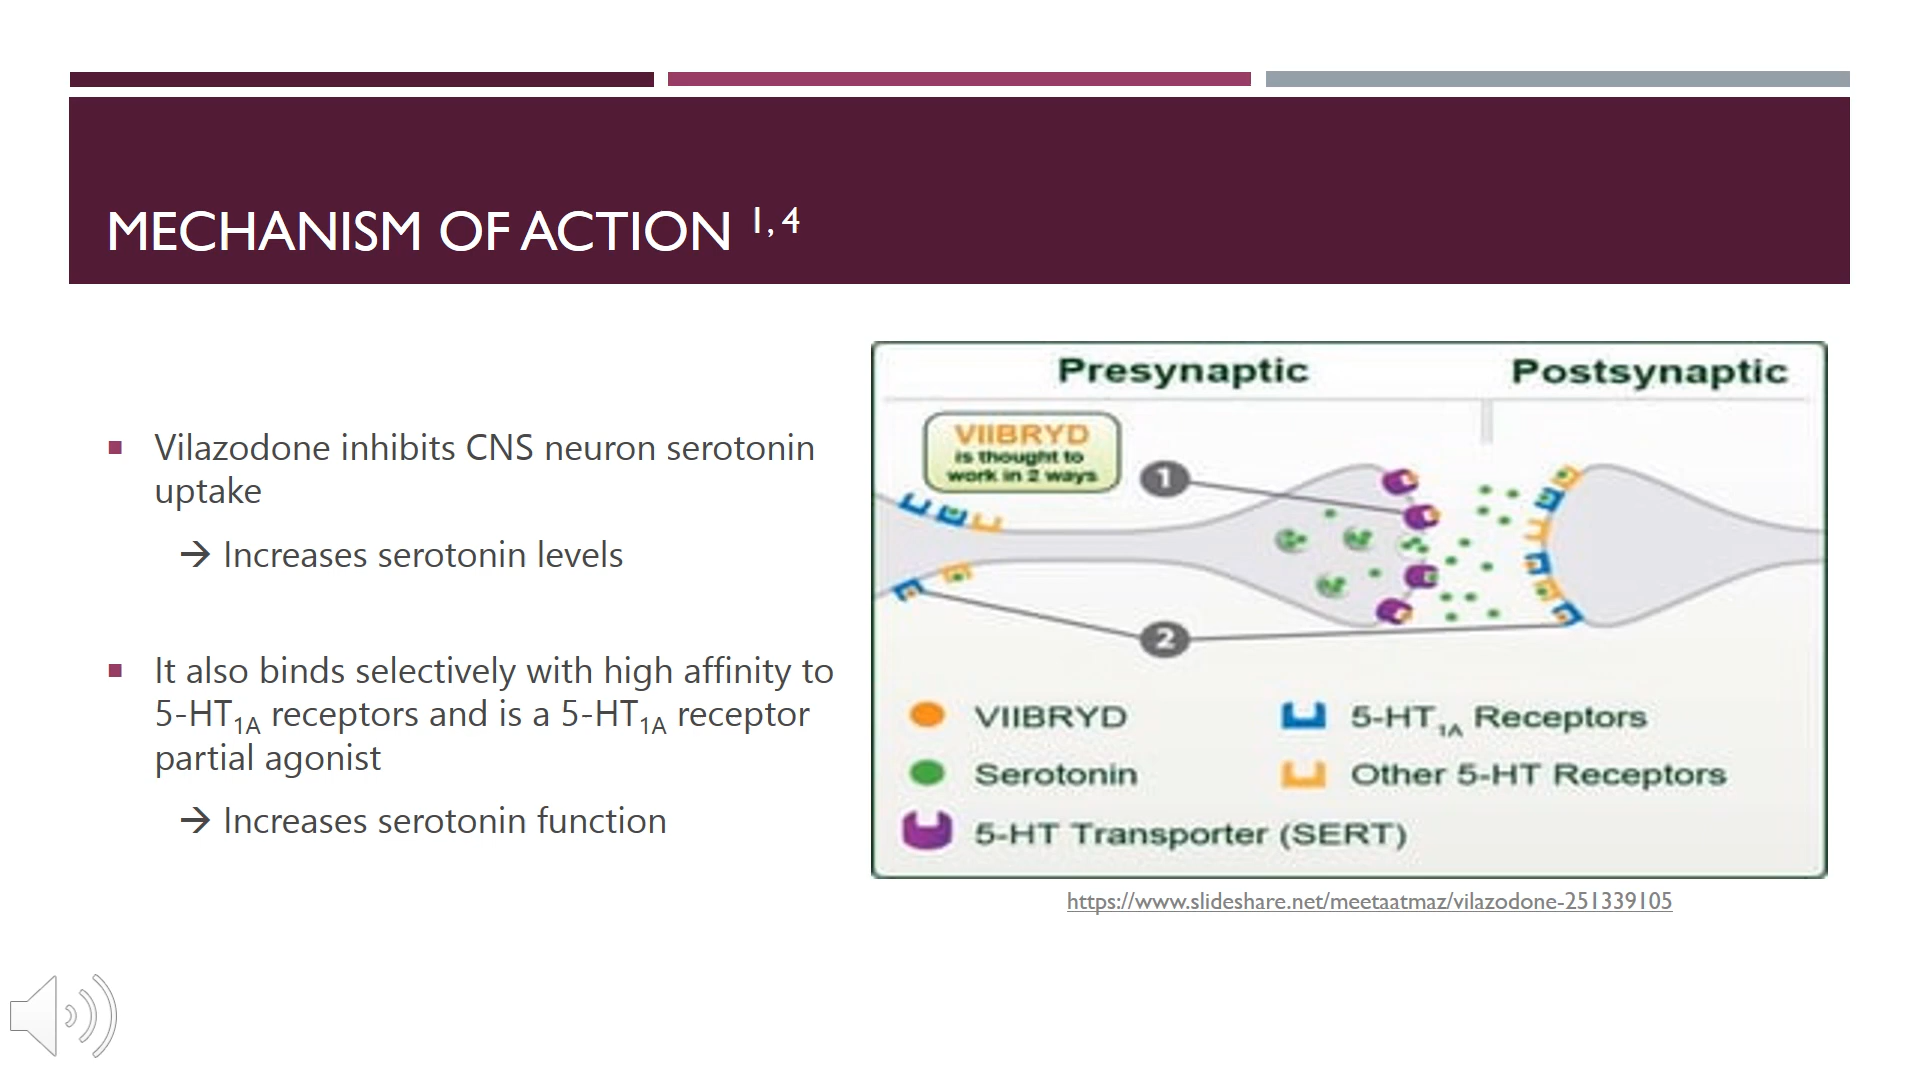 MECHANISM OF ACTION 1, 4
Vilazodone inhibits CNS neuron serotonin
uptake
→ Increases serotonin levels
It also binds selectively with high affinity to
5-HT1A receptors and is a 5-HT1A receptor
partial agonist
→ Increases serotonin function
Presynaptic
Postsynaptic
VIIBRYD
is thought to
work in 2 ways
1
2
VIIBRYD
5-HT1A Receptors
Serotonin
Other 5-HT Receptors
5-HT Transporter (SERT)
https://www.slideshare.net/meetaatmaz/vilazodone-251339105